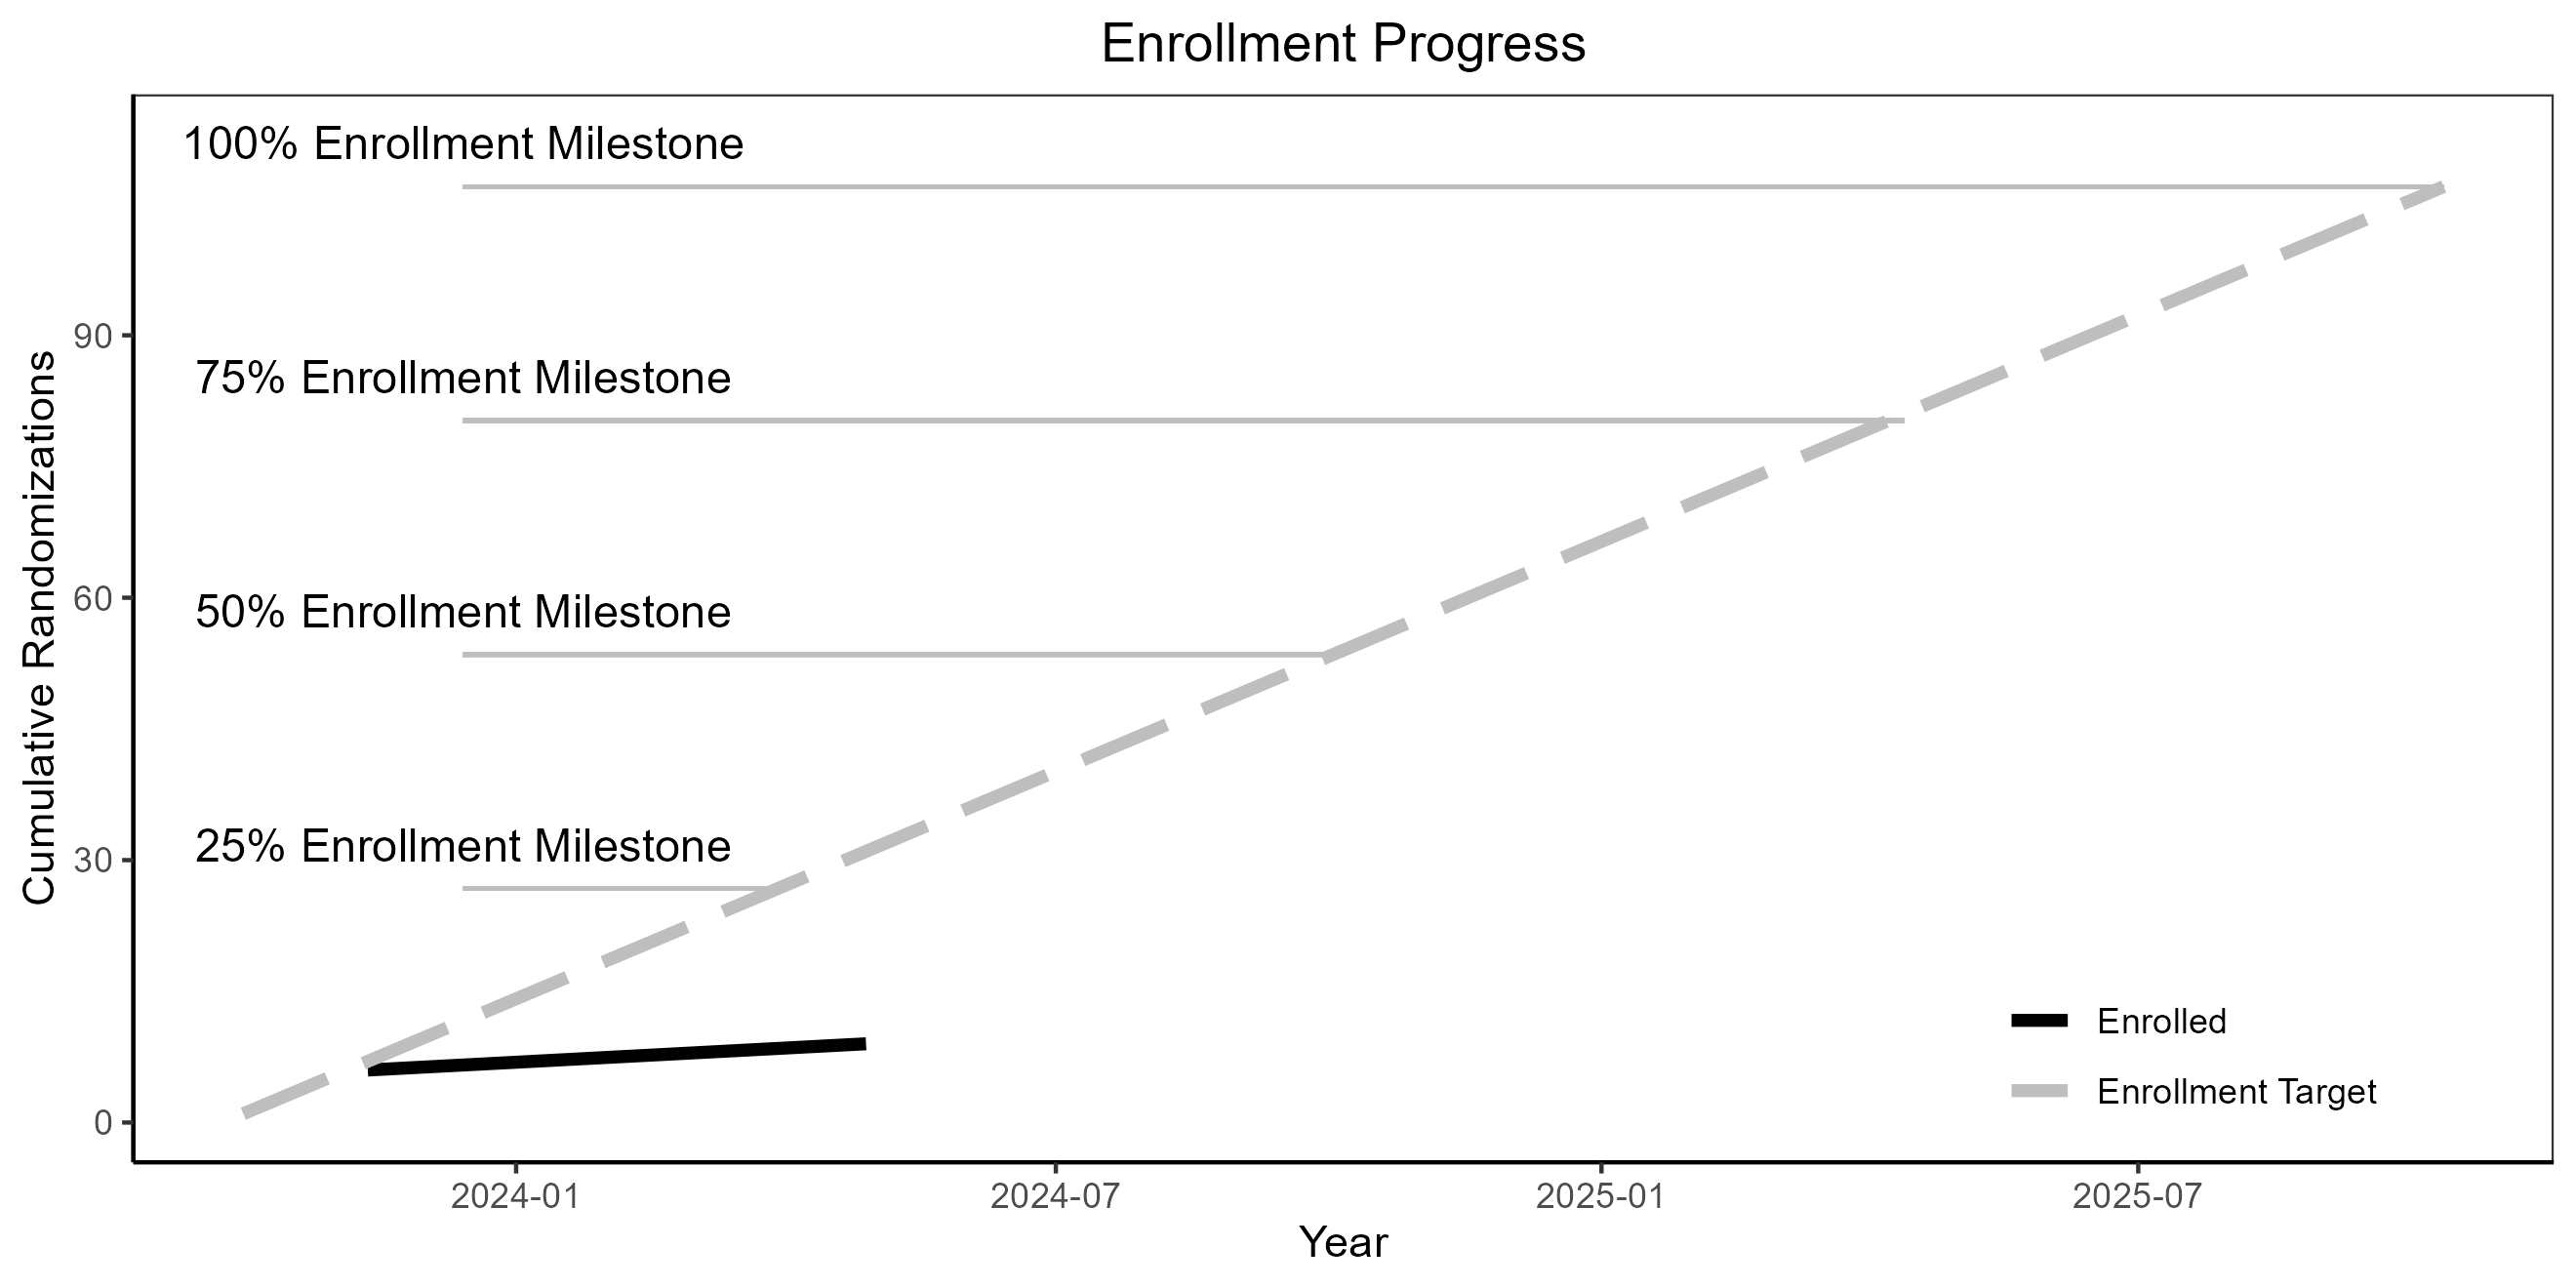 Enrollment Progress
100% Enrollment Milestone
90
75% Enrollment Milestone
60
50% Enrollment Milestone
30
25% Enrollment Milestone
0
Cumulative Randomizations
Enrolled
Enrollment Target
2024-01
2024-07
2025-01
2025-07
Year